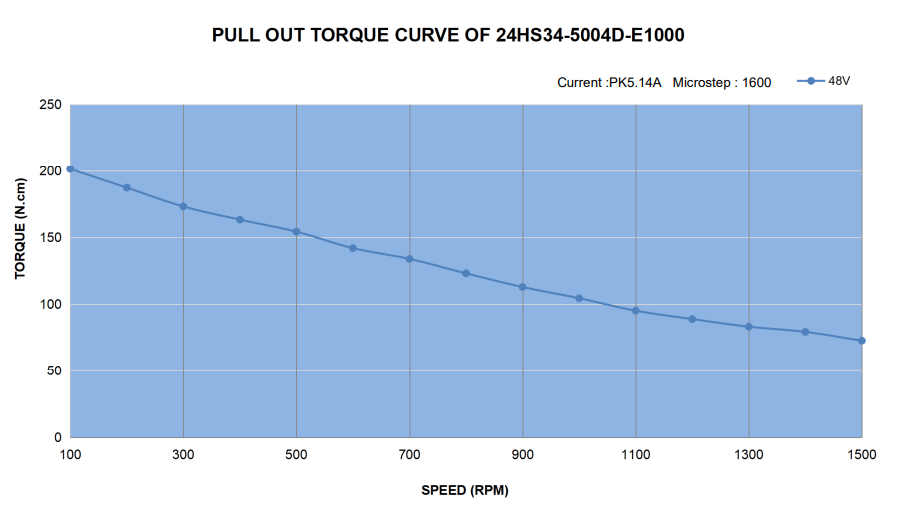 PULL OUT TORQUE CURVE OF 24HS34-5004D-E1000
Current :PK5.14A Microstep : 1600
48V
TORQUE (N.cm)
250
200
150
100
50
0
100 300 500 700 900 1100 1300 1500
SPEED (RPM)